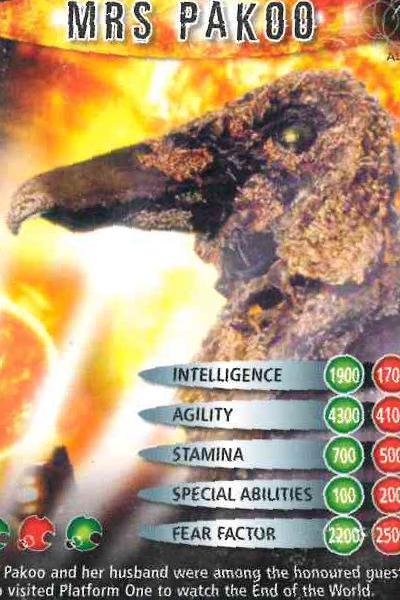 MRS PAKOO
INTELLIGENCE 1900 170
AGILITY 4300 410
STAMINA 700 500
SPECIAL ABILITIES 100 200
FEAR FACTOR 2200 250
Pakoo and her husband were among the honoured gues
visited Platform One to watch the End of the World.